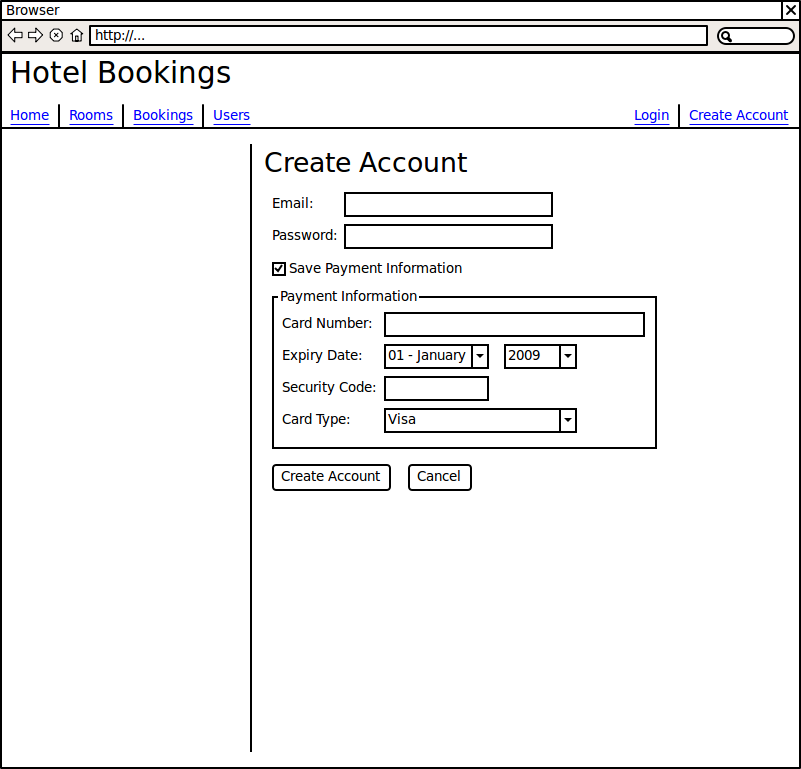 Browser
http://...
Hotel Bookings
Home Rooms Bookings Users Login Create Account
Create Account
Email:
Password:
Save Payment Information
Payment Information
Card Number:
Expiry Date: 01 - January 2009
Security Code:
Card Type: Visa
Create Account Cancel